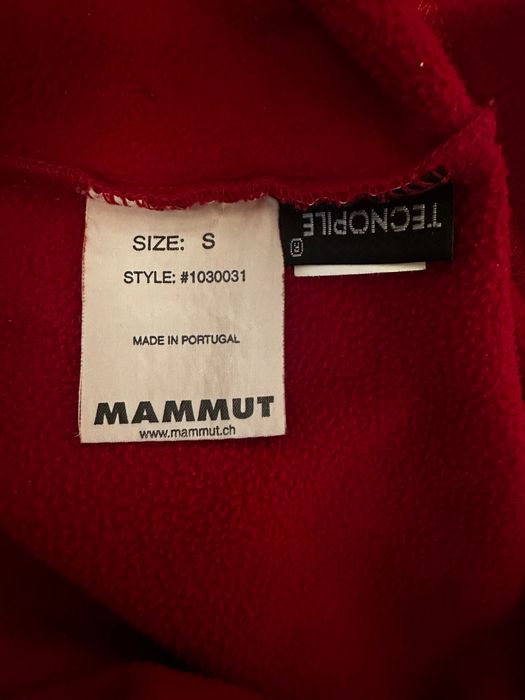 SIZE: S
STYLE: #1030031
MADE IN PORTUGAL
MAMMUT
www.mammut.ch
TECNOPILE